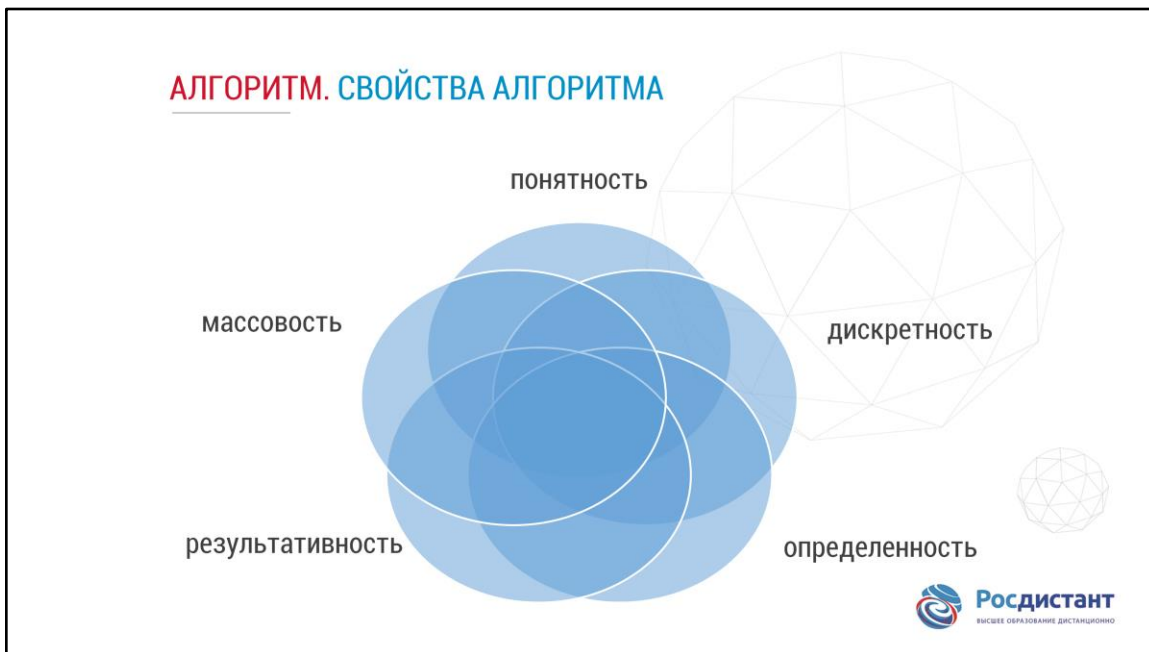 АЛГОРИТМ. СВОЙСТВА АЛГОРИТМА
понятность
массовость
дискретность
результативность
определенность
Росдистант
ВЫСШЕЕ ОБРАЗОВАНИЕ ДИСТАНЦИОННО